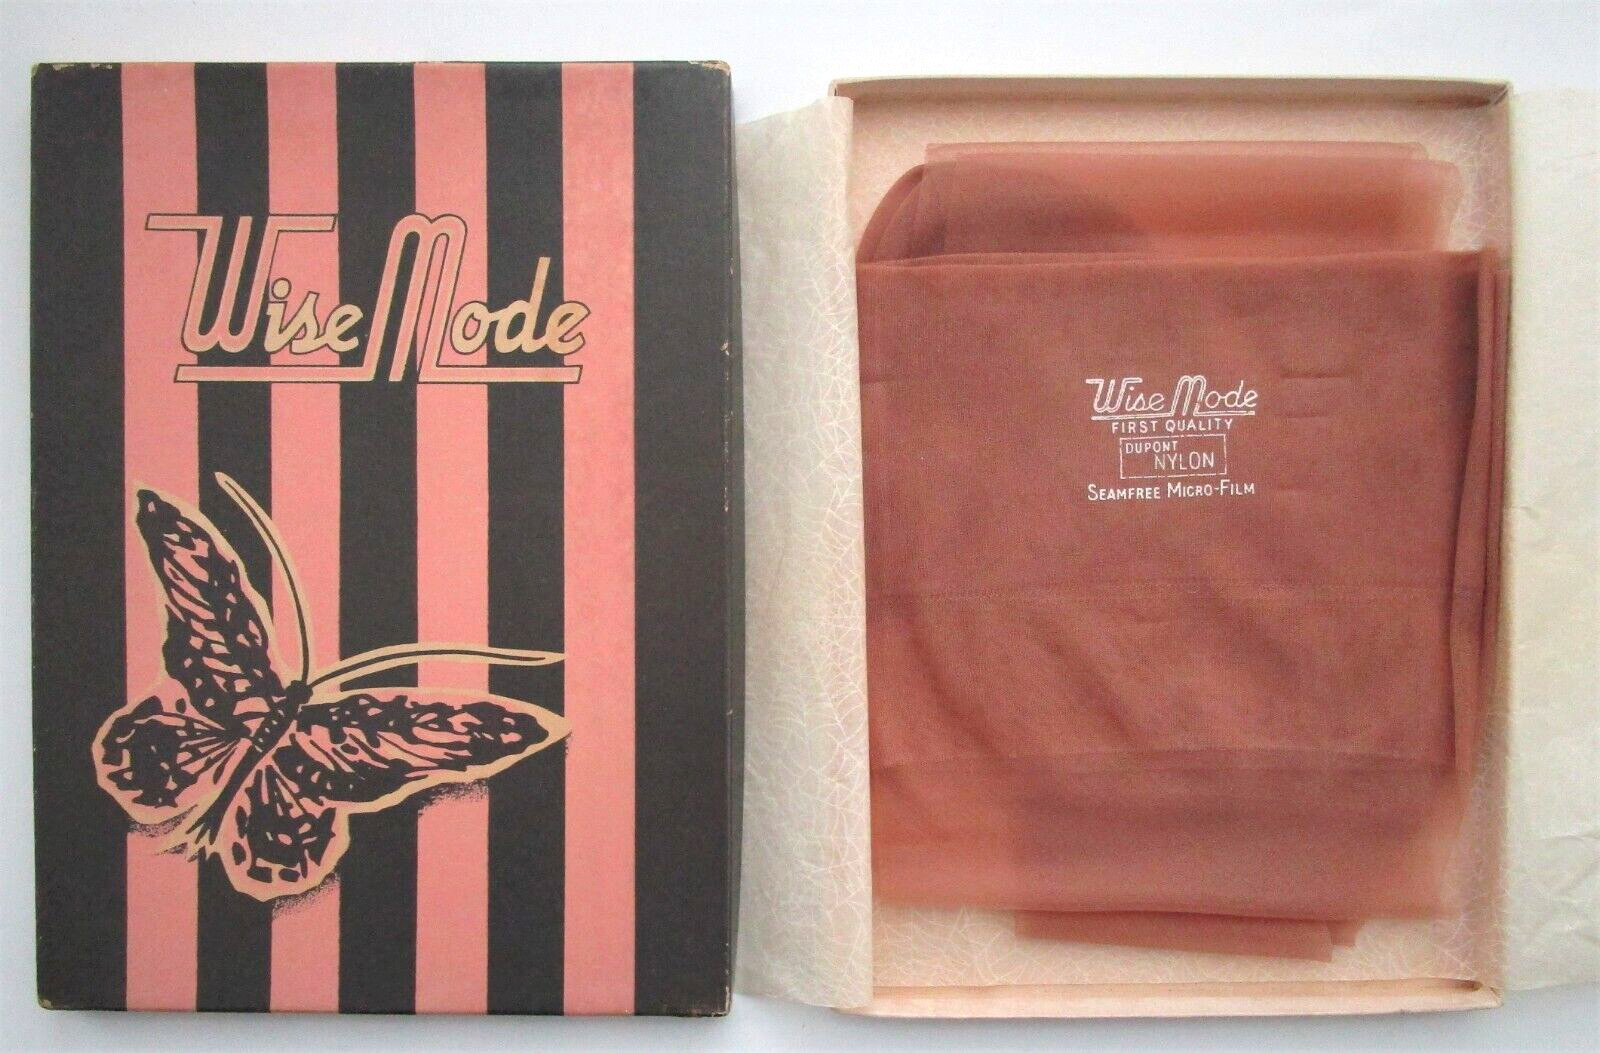 Wise Mode
Wise Mode
FIRST QUALITY
DUPONT
NYLON
SEAMFREE MICRO-FILM